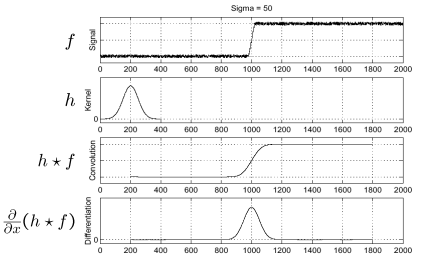 Sigma = 50
f
Signal
0 200 400 600 800 1000 1200 1400 1600 1800 2000
h
Kernel
0
0 200 400 600 800 1000 1200 1400 1600 1800 2000
h ⋆ f
Convolution
0 200 400 600 800 1000 1200 1400 1600 1800 2000
∂/∂x (h ⋆ f)
Differentiation
0
0 200 400 600 800 1000 1200 1400 1600 1800 2000